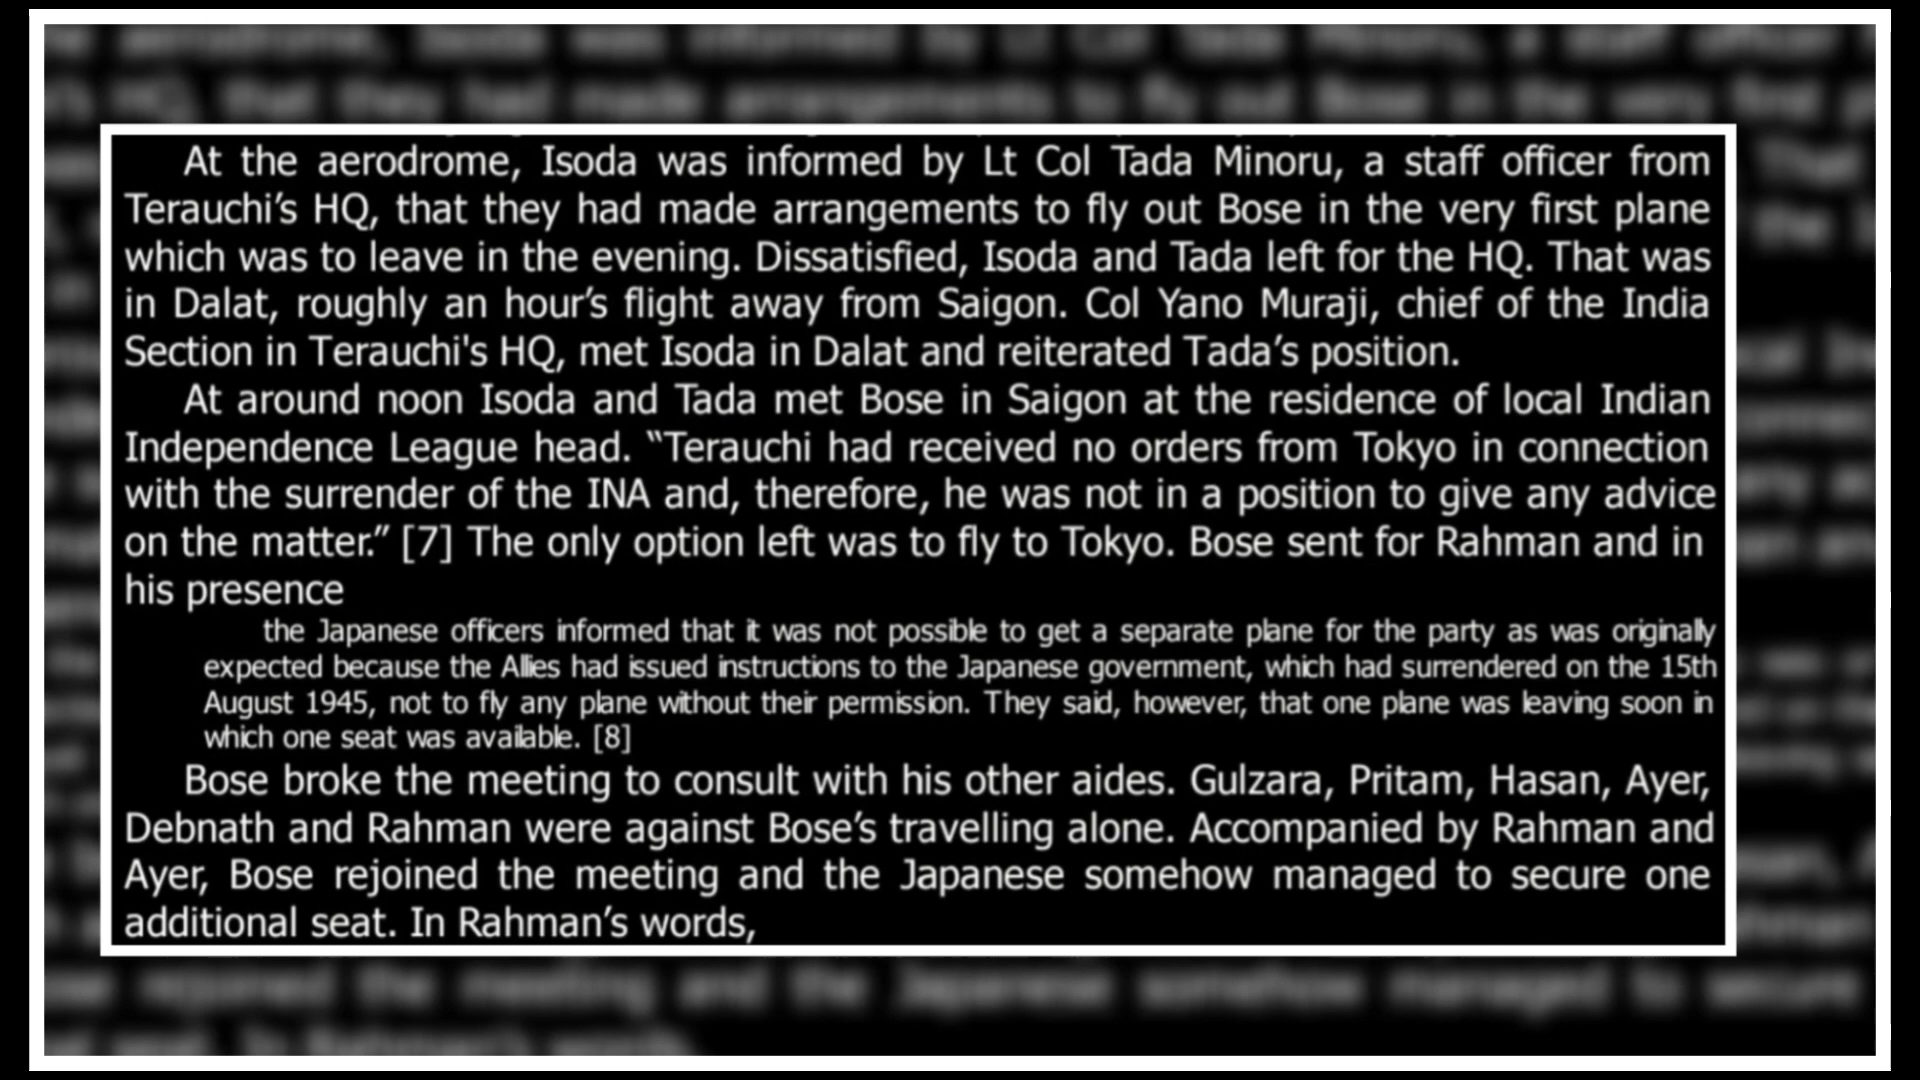 At the aerodrome, Isoda was informed by Lt Col Tada Minoru, a staff officer from
Terauchi’s HQ, that they had made arrangements to fly out Bose in the very first plane
which was to leave in the evening. Dissatisfied, Isoda and Tada left for the HQ. That was
in Dalat, roughly an hour’s flight away from Saigon. Col Yano Muraji, chief of the India
Section in Terauchi's HQ, met Isoda in Dalat and reiterated Tada’s position.
At around noon Isoda and Tada met Bose in Saigon at the residence of local Indian
Independence League head. “Terauchi had received no orders from Tokyo in connection
with the surrender of the INA and, therefore, he was not in a position to give any advice
on the matter.” [7] The only option left was to fly to Tokyo. Bose sent for Rahman and in
his presence
the Japanese officers informed that it was not possible to get a separate plane for the party as was originally
expected because the Allies had issued instructions to the Japanese government, which had surrendered on the 15th
August 1945, not to fly any plane without their permission. They said, however, that one plane was leaving soon in
which one seat was available. [8]
Bose broke the meeting to consult with his other aides. Gulzara, Pritam, Hasan, Ayer,
Debnath and Rahman were against Bose’s travelling alone. Accompanied by Rahman and
Ayer, Bose rejoined the meeting and the Japanese somehow managed to secure one
additional seat. In Rahman’s words,